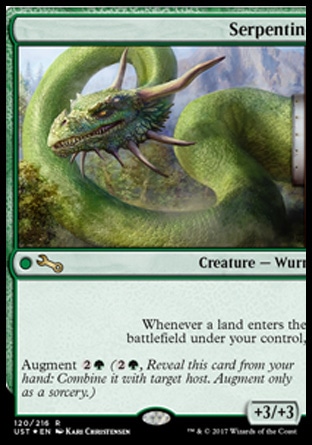 Serpentin
Creature — Wurm
Whenever a land enters the
battlefield under your control,
Augment 2 (2, Reveal this card from your
hand: Combine it with target host. Augment only
as a sorcery.)
+3/+3
120/216 R
UST EN Kari Christensen
™ & © 2017 Wizards of the Coast